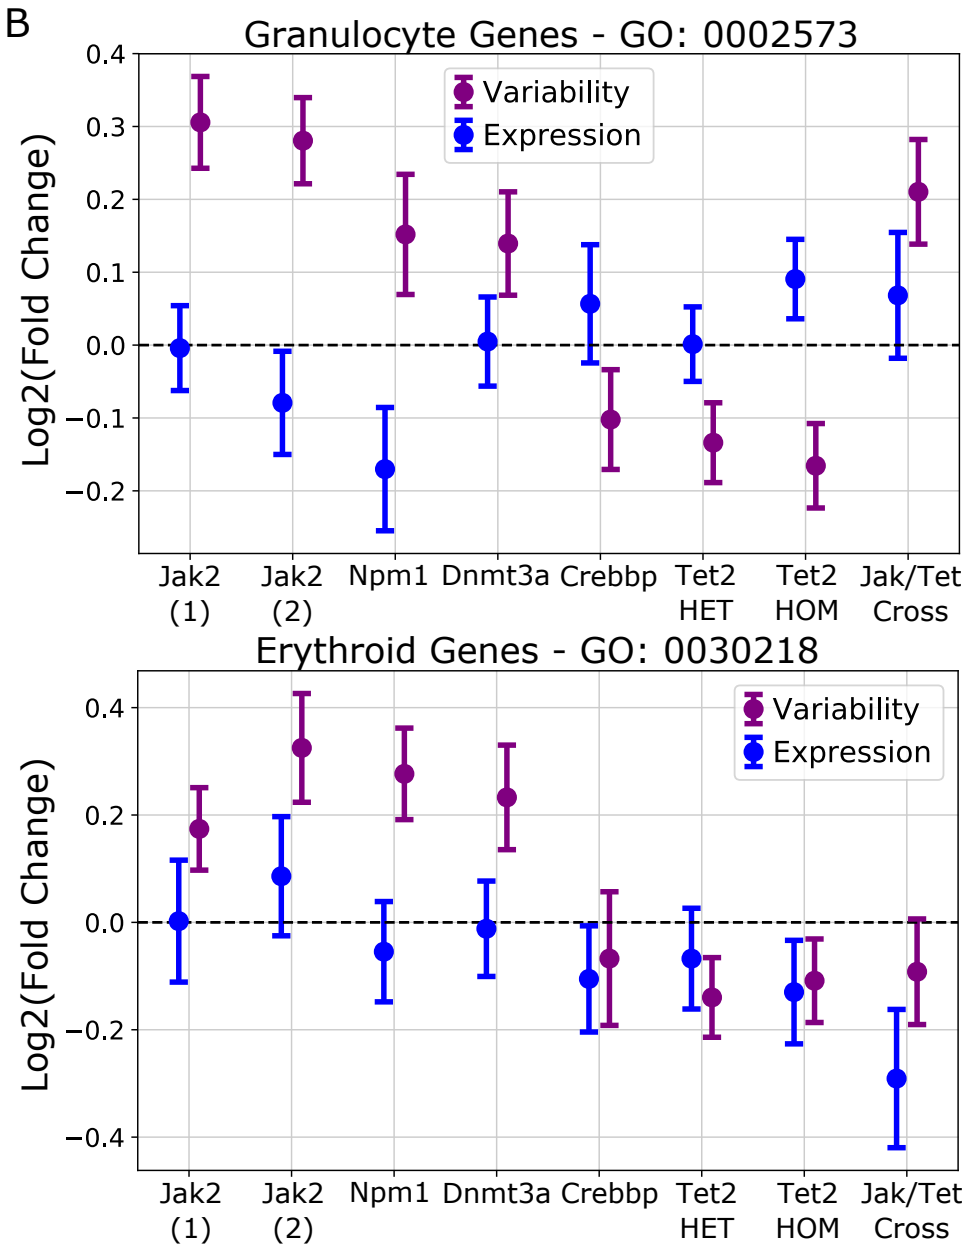 B
Granulocyte Genes - GO: 0002573
Log2(Fold Change)
0.4
0.3
0.2
0.1
0.0
−0.1
−0.2
Variability
Expression
Jak2 (1)
Jak2 (2)
Npm1
Dnmt3a
Crebbp
Tet2 HET
Tet2 HOM
Jak/Tet Cross
Erythroid Genes - GO: 0030218
Log2(Fold Change)
0.4
0.2
0.0
−0.2
−0.4
Variability
Expression
Jak2 (1)
Jak2 (2)
Npm1
Dnmt3a
Crebbp
Tet2 HET
Tet2 HOM
Jak/Tet Cross